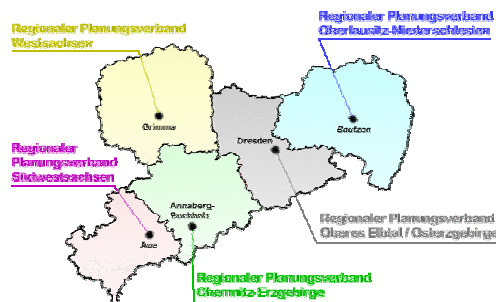 Regionaler Planungsverband
Oberlausitz-Niederschlesien
Regionaler Planungsverband
Westsachsen
Grimma
Bautzen
Dresden
Regionaler
Planungsverband
Südwestsachsen
Annaberg-
Buchholz
Aue
Regionaler Planungsverband
Oberes Elbtal / Osterzgebirge
Regionaler Planungsverband
Chemnitz-Erzgebirge